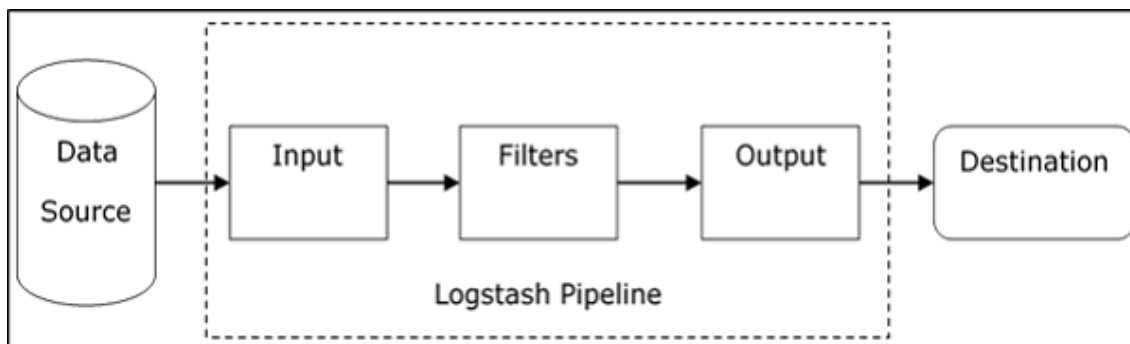 Data
Source
Input
Filters
Output
Destination
Logstash Pipeline